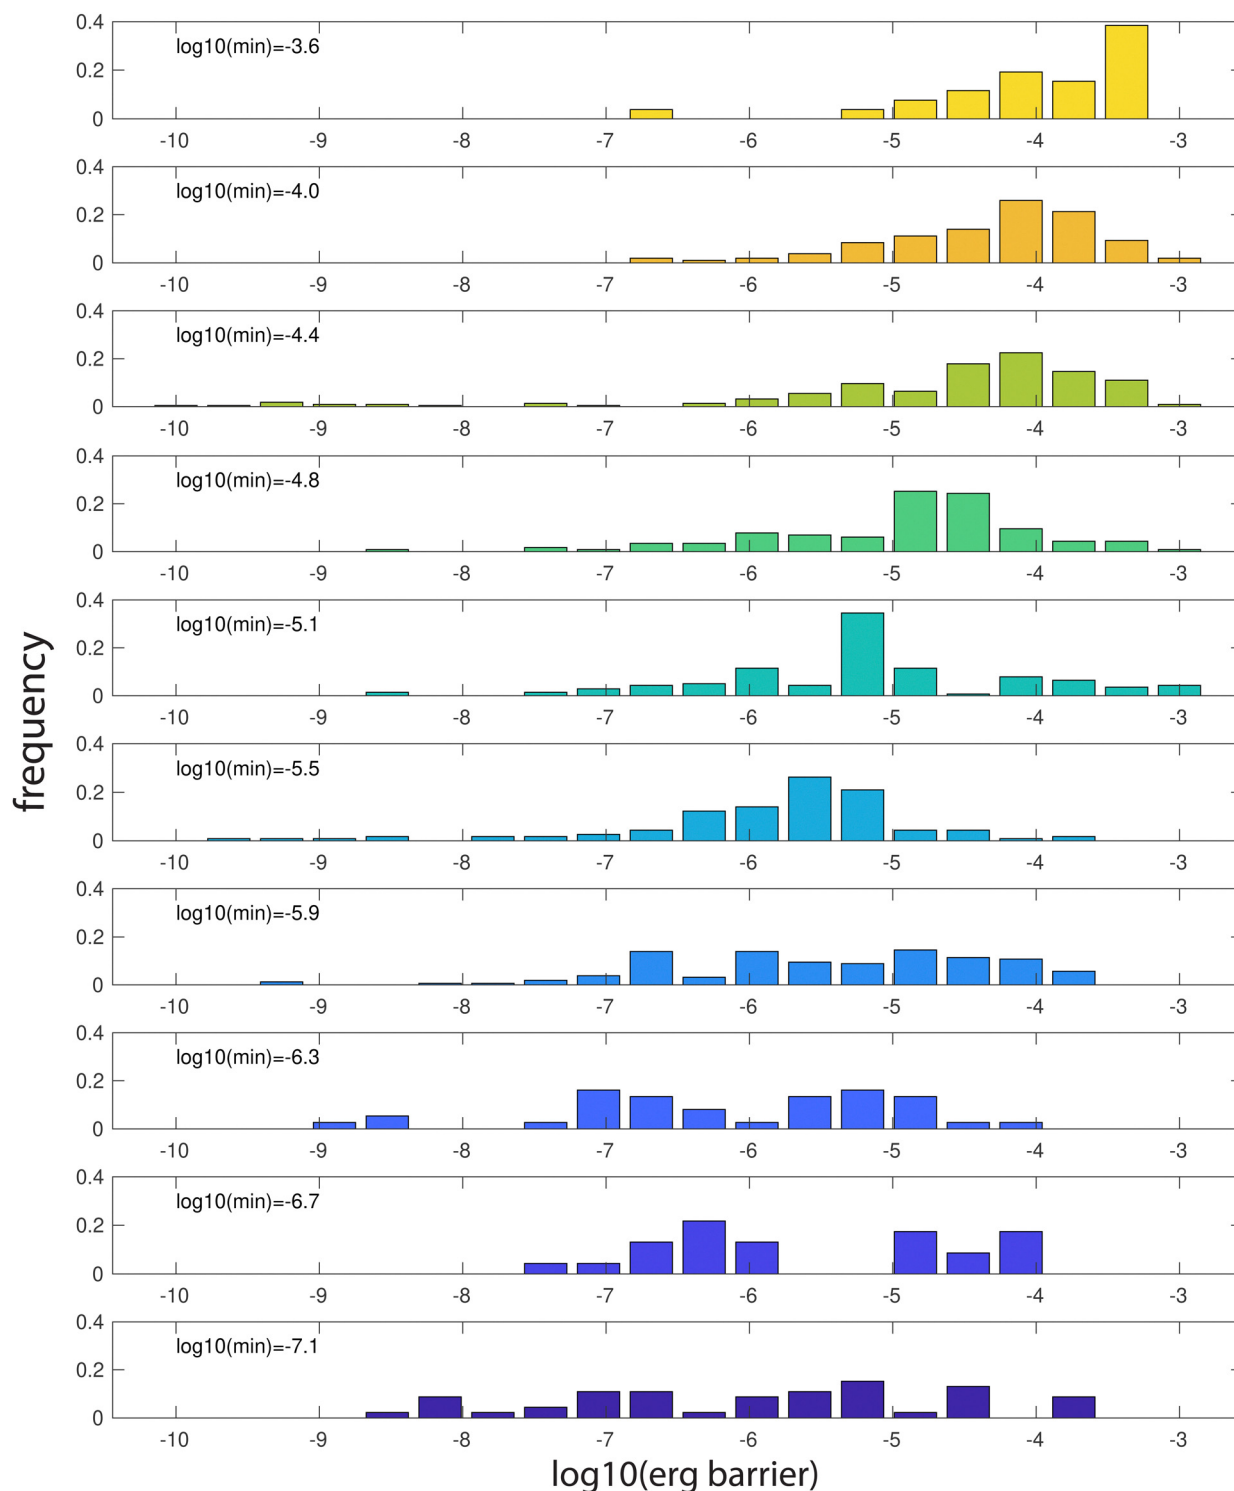 0.4
log10(min)=-3.6
0.2
0
-10 -9 -8 -7 -6 -5 -4 -3
0.4
log10(min)=-4.0
0.2
0
-10 -9 -8 -7 -6 -5 -4 -3
0.4
log10(min)=-4.4
0.2
0
-10 -9 -8 -7 -6 -5 -4 -3
0.4
log10(min)=-4.8
0.2
0
-10 -9 -8 -7 -6 -5 -4 -3
0.4
log10(min)=-5.1
0.2
0
-10 -9 -8 -7 -6 -5 -4 -3
frequency
0.4
log10(min)=-5.5
0.2
0
-10 -9 -8 -7 -6 -5 -4 -3
0.4
log10(min)=-5.9
0.2
0
-10 -9 -8 -7 -6 -5 -4 -3
0.4
log10(min)=-6.3
0.2
0
-10 -9 -8 -7 -6 -5 -4 -3
0.4
log10(min)=-6.7
0.2
0
-10 -9 -8 -7 -6 -5 -4 -3
0.4
log10(min)=-7.1
0.2
0
-10 -9 -8 -7 -6 -5 -4 -3
log10(erg barrier)